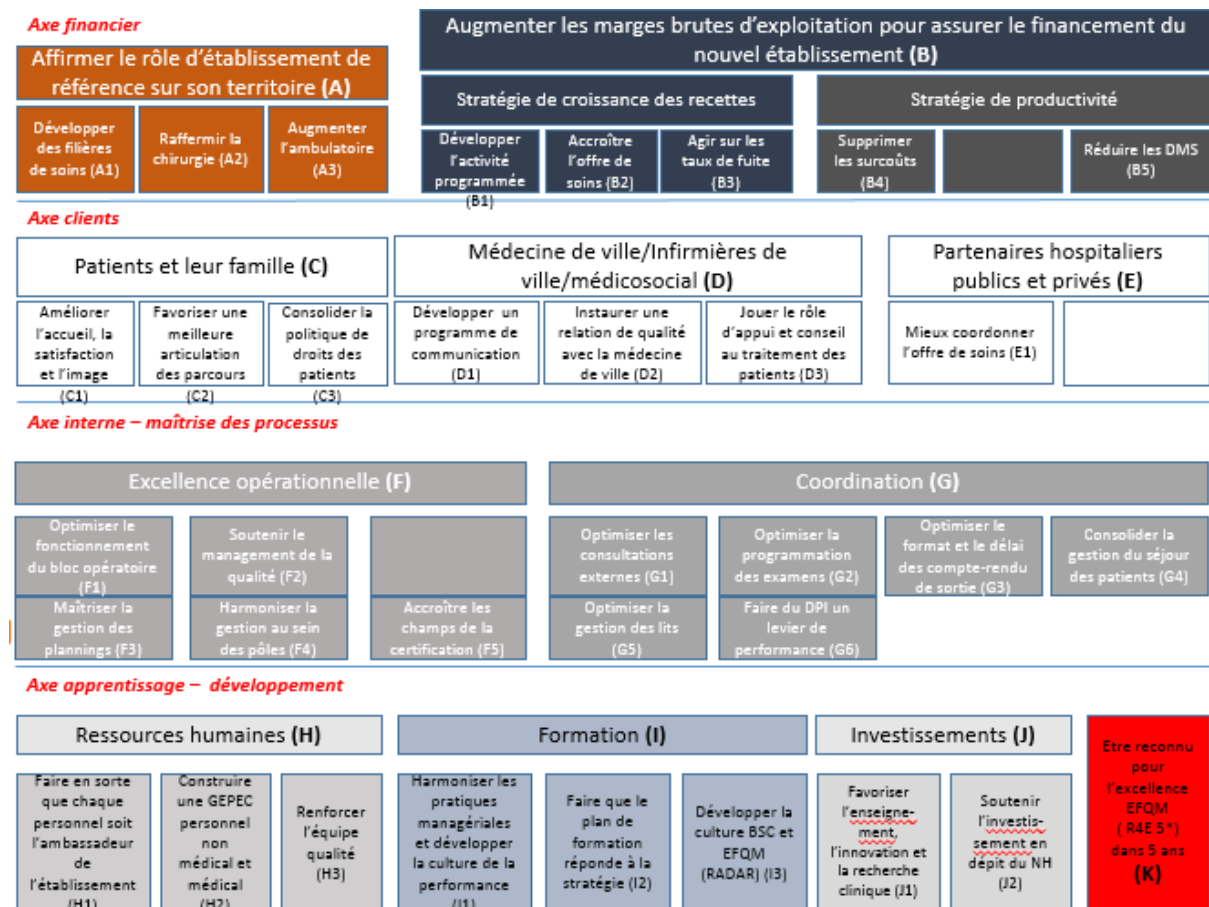 Axe financier
Augmenter les marges brutes d'exploitation pour assurer le financement du
nouvel établissement (B)
Affirmer le rôle d'établissement de
référence sur son territoire (A)
Stratégie de croissance des recettes
Stratégie de productivité
Développer
des filières
de soins (A1)
Raffermir la
chirurgie (A2)
Augmenter
l'ambulatoire
(A3)
Développer
l'activité
programmée
(B1)
Accroître
l'offre de
soins (B2)
Agir sur les
taux de fuite
(B3)
Supprimer
les surcoûts
(B4)
Réduire les DMS
(B5)
Axe clients
Patients et leur famille (C)
Médecine de ville/Infirmières de
ville/médicosocial (D)
Partenaires hospitaliers
publics et privés (E)
Améliorer
l'accueil, la
satisfaction
et l'image
(C1)
Favoriser une
meilleure
articulation
des parcours
(C2)
Consolider la
politique de
droits des
patients
(C3)
Développer un
programme de
communication
(D1)
Instaurer une
relation de qualité
avec la médecine
de ville (D2)
Jouer le rôle
d'appui et conseil
au traitement des
patients (D3)
Mieux coordonner
l'offre de soins (E1)
Axe interne – maîtrise des processus
Excellence opérationnelle (F)
Coordination (G)
Optimiser le
fonctionnement
du bloc opératoire
(F1)
Soutenir le
management de la
qualité (F2)
Optimiser les
consultations
externes (G1)
Optimiser la
programmation
des examens (G2)
Optimiser le
format et le délai
des compte-rendu
de sortie (G3)
Consolider la
gestion du séjour
des patients (G4)
Maîtriser la
gestion des
plannings (F3)
Harmoniser la
gestion au sein
des pôles (F4)
Accroître les
champs de la
certification (F5)
Optimiser la
gestion des lits
(G5)
Faire du DPI un
levier de
performance (G6)
Axe apprentissage – développement
Ressources humaines (H)
Formation (I)
Investissements (J)
Etre reconnu
pour
l'excellence
EFQM
( R4E 5*)
dans 5 ans
(K)
Faire en sorte
que chaque
personnel soit
l'ambassadeur
de
l'établissement
(H1)
Construire
une GEPEC
personnel
non
médical et
médical
(H2)
Renforcer
l'équipe
qualité
(H3)
Harmoniser les
pratiques
managériales
et développer
la culture de la
performance
(I1)
Faire que le
plan de
formation
réponde à la
stratégie (I2)
Développer la
culture BSC et
EFQM
(RADAR) (I3)
Favoriser
l'enseigne-
ment,
l'innovation et
la recherche
clinique (J1)
Soutenir
l'investis-
sement en
dépit du NH
(J2)